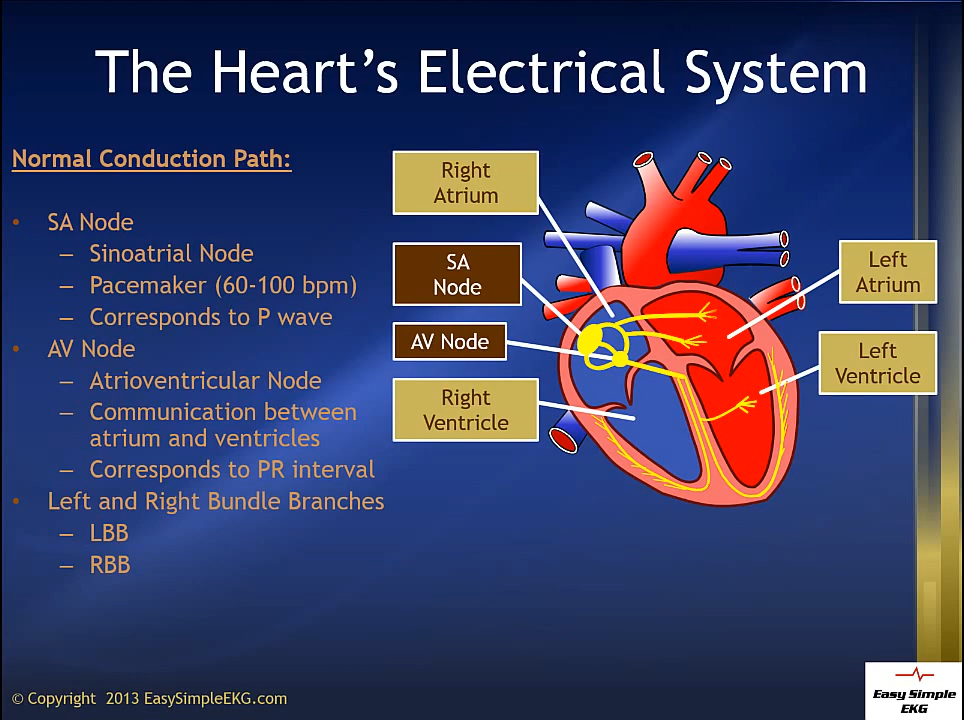 The Heart’s Electrical System
Normal Conduction Path:
• SA Node
– Sinoatrial Node
– Pacemaker (60-100 bpm)
– Corresponds to P wave
• AV Node
– Atrioventricular Node
– Communication between
atrium and ventricles
– Corresponds to PR interval
• Left and Right Bundle Branches
– LBB
– RBB
Right
Atrium
SA
Node
AV Node
Right
Ventricle
Left
Atrium
Left
Ventricle
© Copyright 2013 EasySimpleEKG.com
Easy Simple
EKG